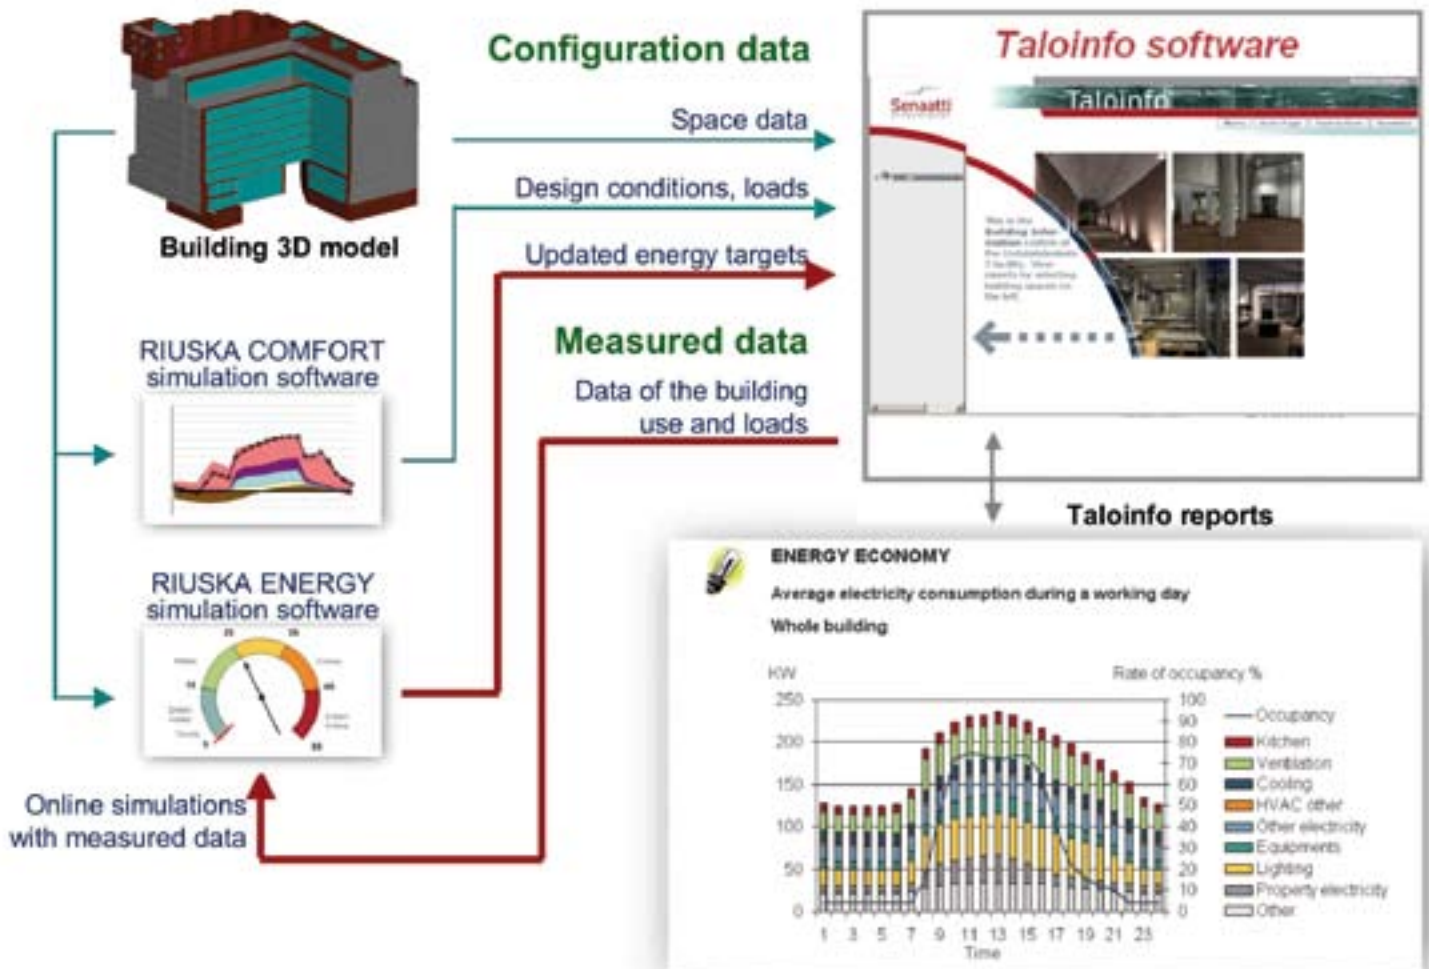 Configuration data
Taloinfo software
Senaatti
Taloinfo
Space data
Design conditions, loads
Building 3D model
Updated energy targets
This is the
Measured data
RIUSKA COMFORT
simulation software
Data of the building
use and loads
Taloinfo reports
RIUSKA ENERGY
simulation software
ENERGY ECONOMY
Average electricity consumption during a working day
Whole building
KW
Rate of occupancy %
250
200
150
100
50
0
100
90
80
70
60
50
40
30
20
10
0
Occupancy
Kitchen
Ventilation
Cooling
HVAC other
Other electricity
Equipments
Lighting
Property electricity
Other
1 3 5 7 9 11 13 15 17 19 21 23
Time
Online simulations
with measured data